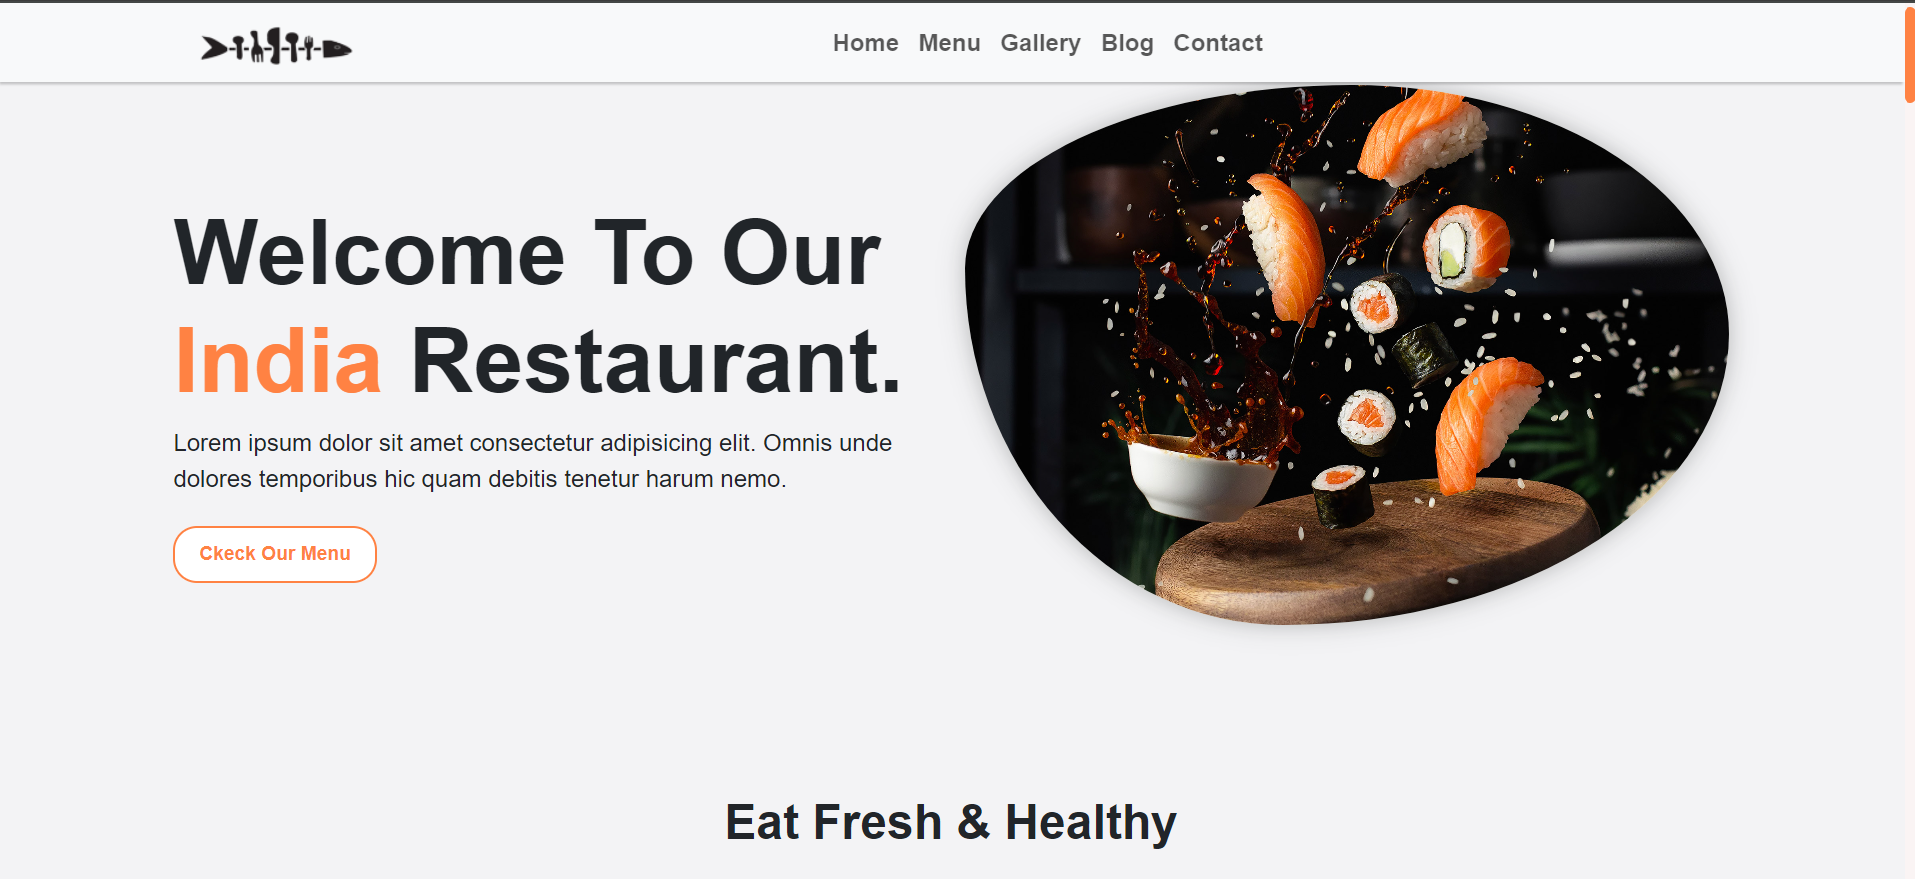 Home Menu Gallery Blog Contact
Welcome To Our
India Restaurant.
Lorem ipsum dolor sit amet consectetur adipisicing elit. Omnis unde
dolores temporibus hic quam debitis tenetur harum nemo.
Ckeck Our Menu
Eat Fresh & Healthy